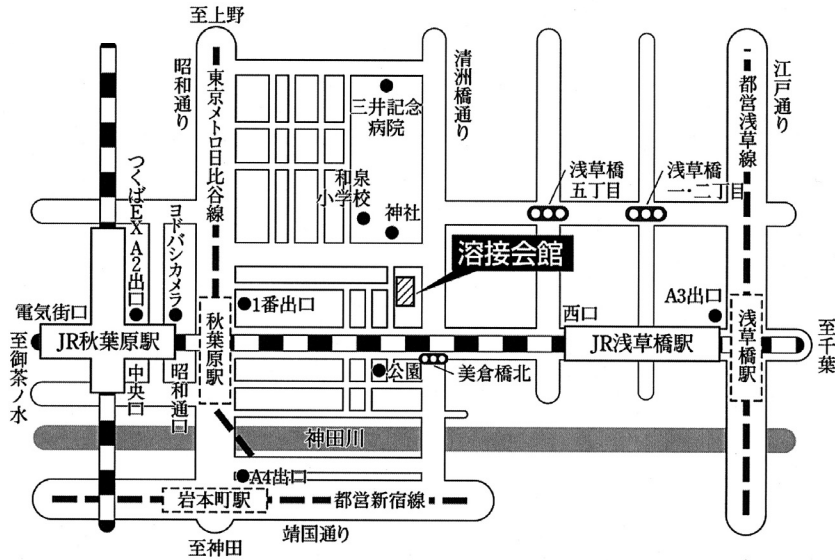 至上野
昭和通り
東京メトロ日比谷線
清洲橋通り
都営浅草線
江戸通り
三井記念
病院
つくばEX A2出口
ヨドバシカメラ
和泉
小学校
神社
浅草橋
五丁目
浅草橋
一・二丁目
溶接会館
電気街口
1番出口
西口
A3出口
JR秋葉原駅
秋葉原駅
JR浅草橋駅
浅草橋駅
至御茶ノ水
至千葉
中央口
昭和通口
公園
美倉橋北
神田川
A4出口
岩本町駅
都営新宿線
靖国通り
至神田